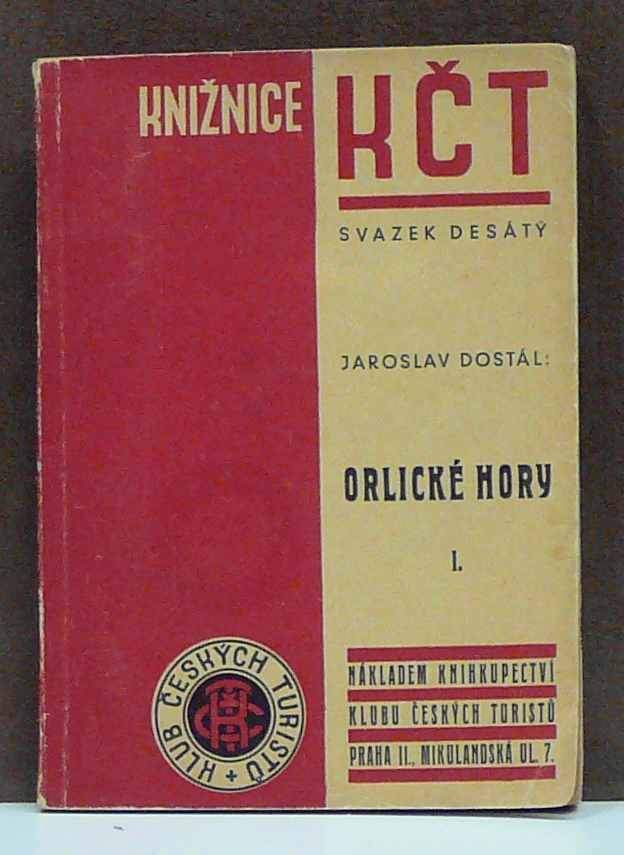 KNIŽNICE KČT
SVAZEK DESÁTÝ
JAROSLAV DOSTÁL:
ORLICKÉ HORY
I.
NÁKLADEM KNIHKUPECTVÍ
KLUBU ČESKÝCH TURISTŮ
PRAHA II., MIKULANDSKÁ UL. 7.
KLUB ČESKÝCH TURISTŮ +